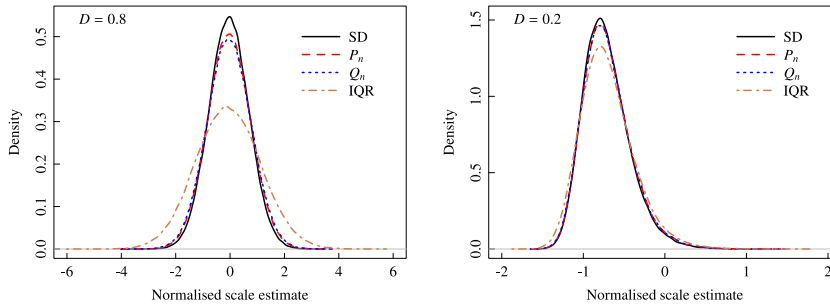 D = 0.8
SD
Pn
Qn
IQR
Density
0.0
0.1
0.2
0.3
0.4
0.5
-6
-4
-2
0
2
4
6
Normalised scale estimate
D = 0.2
SD
Pn
Qn
IQR
Density
0.0
0.5
1.0
1.5
-2
-1
0
1
2
Normalised scale estimate